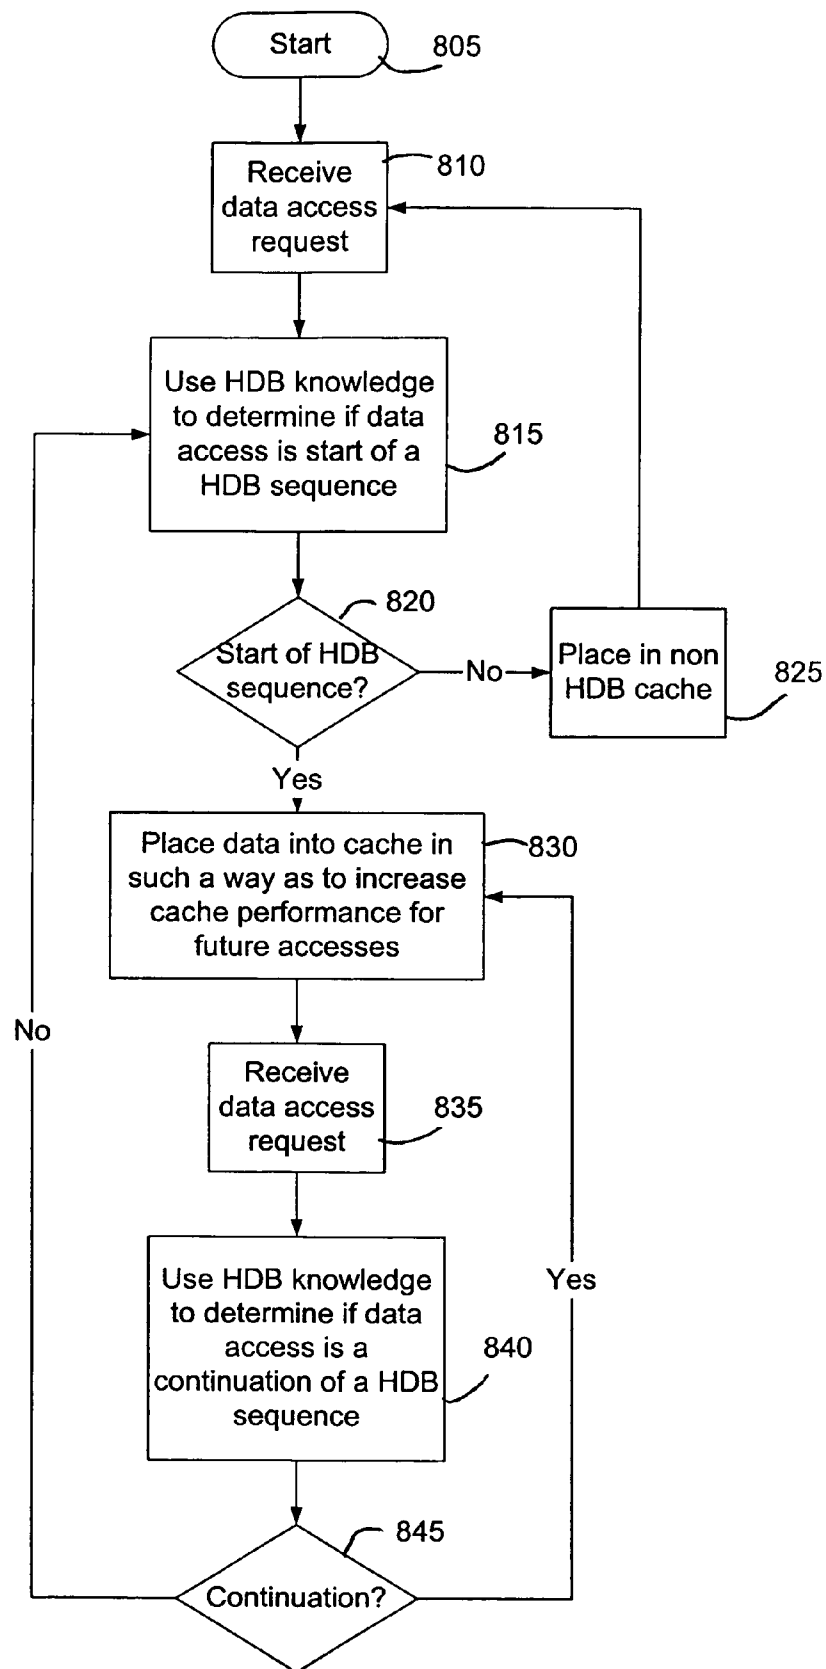 Start
805
Receive
data access
request
810
Use HDB knowledge
to determine if data
access is start of a
HDB sequence
815
Start of HDB
sequence?
820
No
Place in non
HDB cache
825
Yes
Place data into cache in
such a way as to increase
cache performance for
future accesses
830
No
Receive
data access
request
835
Use HDB knowledge
to determine if data
access is a
continuation of a HDB
sequence
840
Yes
Continuation?
845